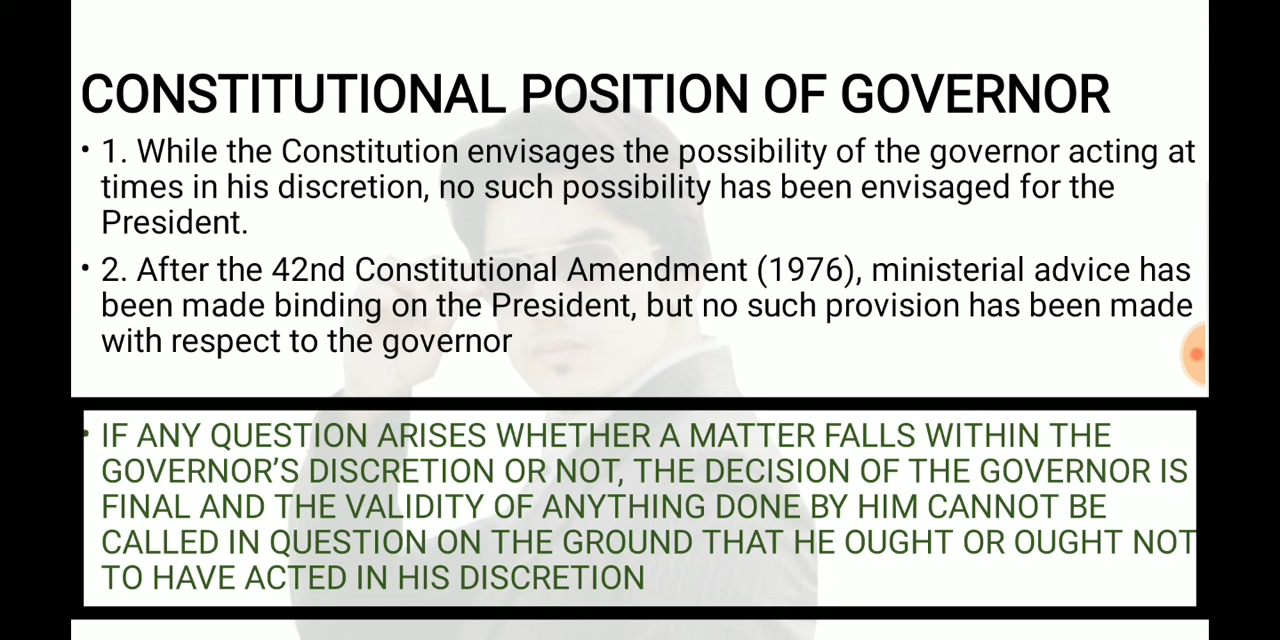 CONSTITUTIONAL POSITION OF GOVERNOR
• 1. While the Constitution envisages the possibility of the governor acting at
times in his discretion, no such possibility has been envisaged for the
President.
• 2. After the 42nd Constitutional Amendment (1976), ministerial advice has
been made binding on the President, but no such provision has been made
with respect to the governor
• IF ANY QUESTION ARISES WHETHER A MATTER FALLS WITHIN THE
GOVERNOR’S DISCRETION OR NOT, THE DECISION OF THE GOVERNOR IS
FINAL AND THE VALIDITY OF ANYTHING DONE BY HIM CANNOT BE
CALLED IN QUESTION ON THE GROUND THAT HE OUGHT OR OUGHT NOT
TO HAVE ACTED IN HIS DISCRETION